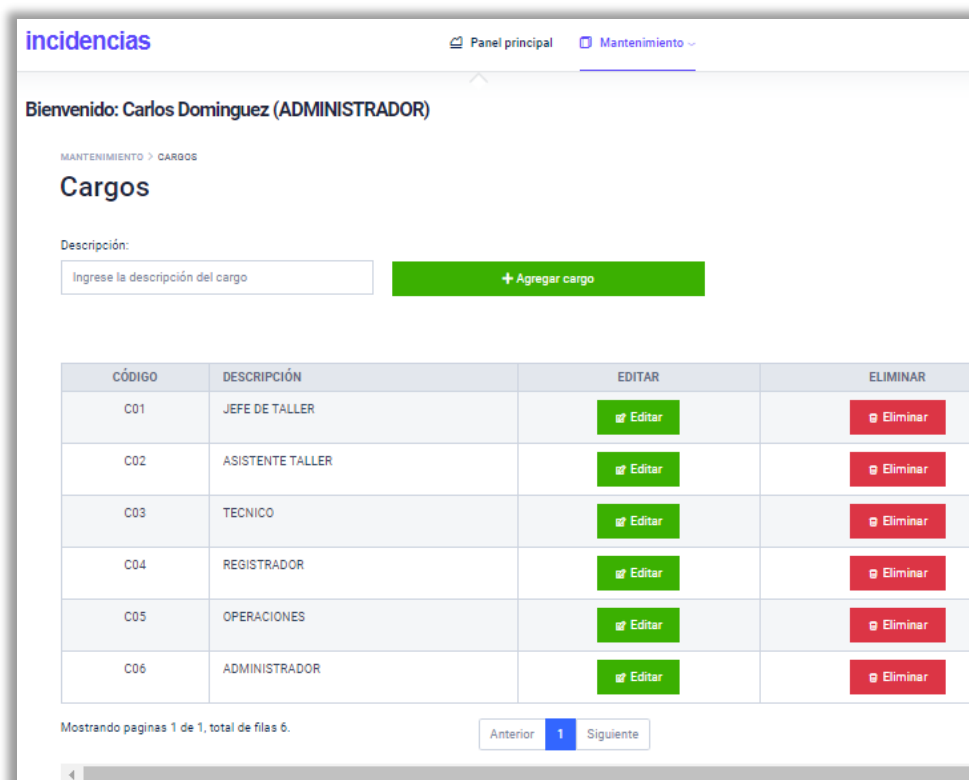 incidencias
Panel principal
Mantenimiento
Bienvenido: Carlos Dominguez (ADMINISTRADOR)
MANTENIMIENTO > CARGOS
Cargos
Descripción:
Ingrese la descripción del cargo
+ Agregar cargo
CÓDIGO DESCRIPCIÓN EDITAR ELIMINAR
C01 JEFE DE TALLER Editar Eliminar
C02 ASISTENTE TALLER Editar Eliminar
C03 TECNICO Editar Eliminar
C04 REGISTRADOR Editar Eliminar
C05 OPERACIONES Editar Eliminar
C06 ADMINISTRADOR Editar Eliminar
Mostrando paginas 1 de 1, total de filas 6.
Anterior 1 Siguiente